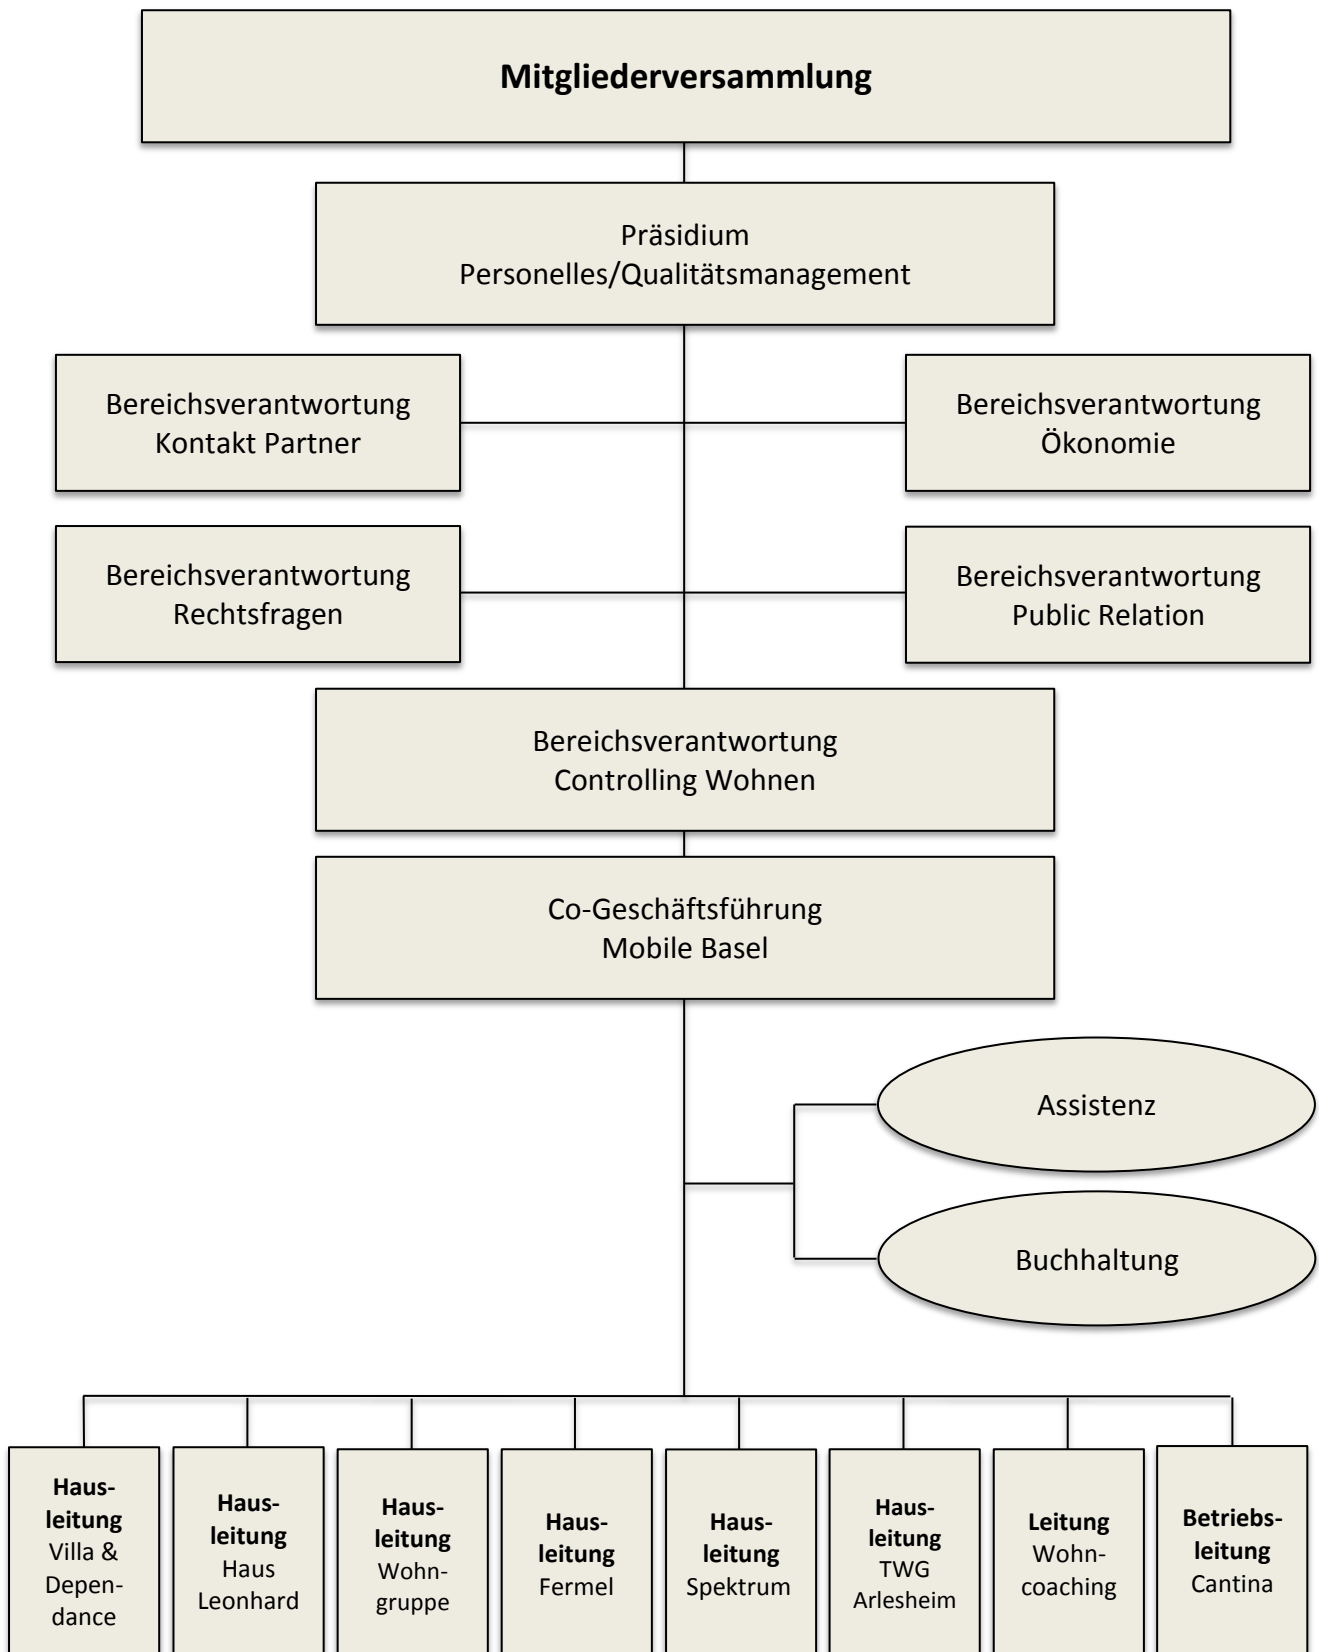 Mitgliederversammlung
Präsidium
Personelles/Qualitätsmanagement
Bereichsverantwortung
Kontakt Partner
Bereichsverantwortung
Ökonomie
Bereichsverantwortung
Rechtsfragen
Bereichsverantwortung
Public Relation
Bereichsverantwortung
Controlling Wohnen
Co-Geschäftsführung
Mobile Basel
Assistenz
Buchhaltung
Haus-
leitung
Villa &
Depen-
dance
Haus-
leitung
Haus
Leonhard
Haus-
leitung
Wohn-
gruppe
Haus-
leitung
Fermel
Haus-
leitung
Spektrum
Haus-
leitung
TWG
Arlesheim
Leitung
Wohn-
coaching
Betriebs-
leitung
Cantina